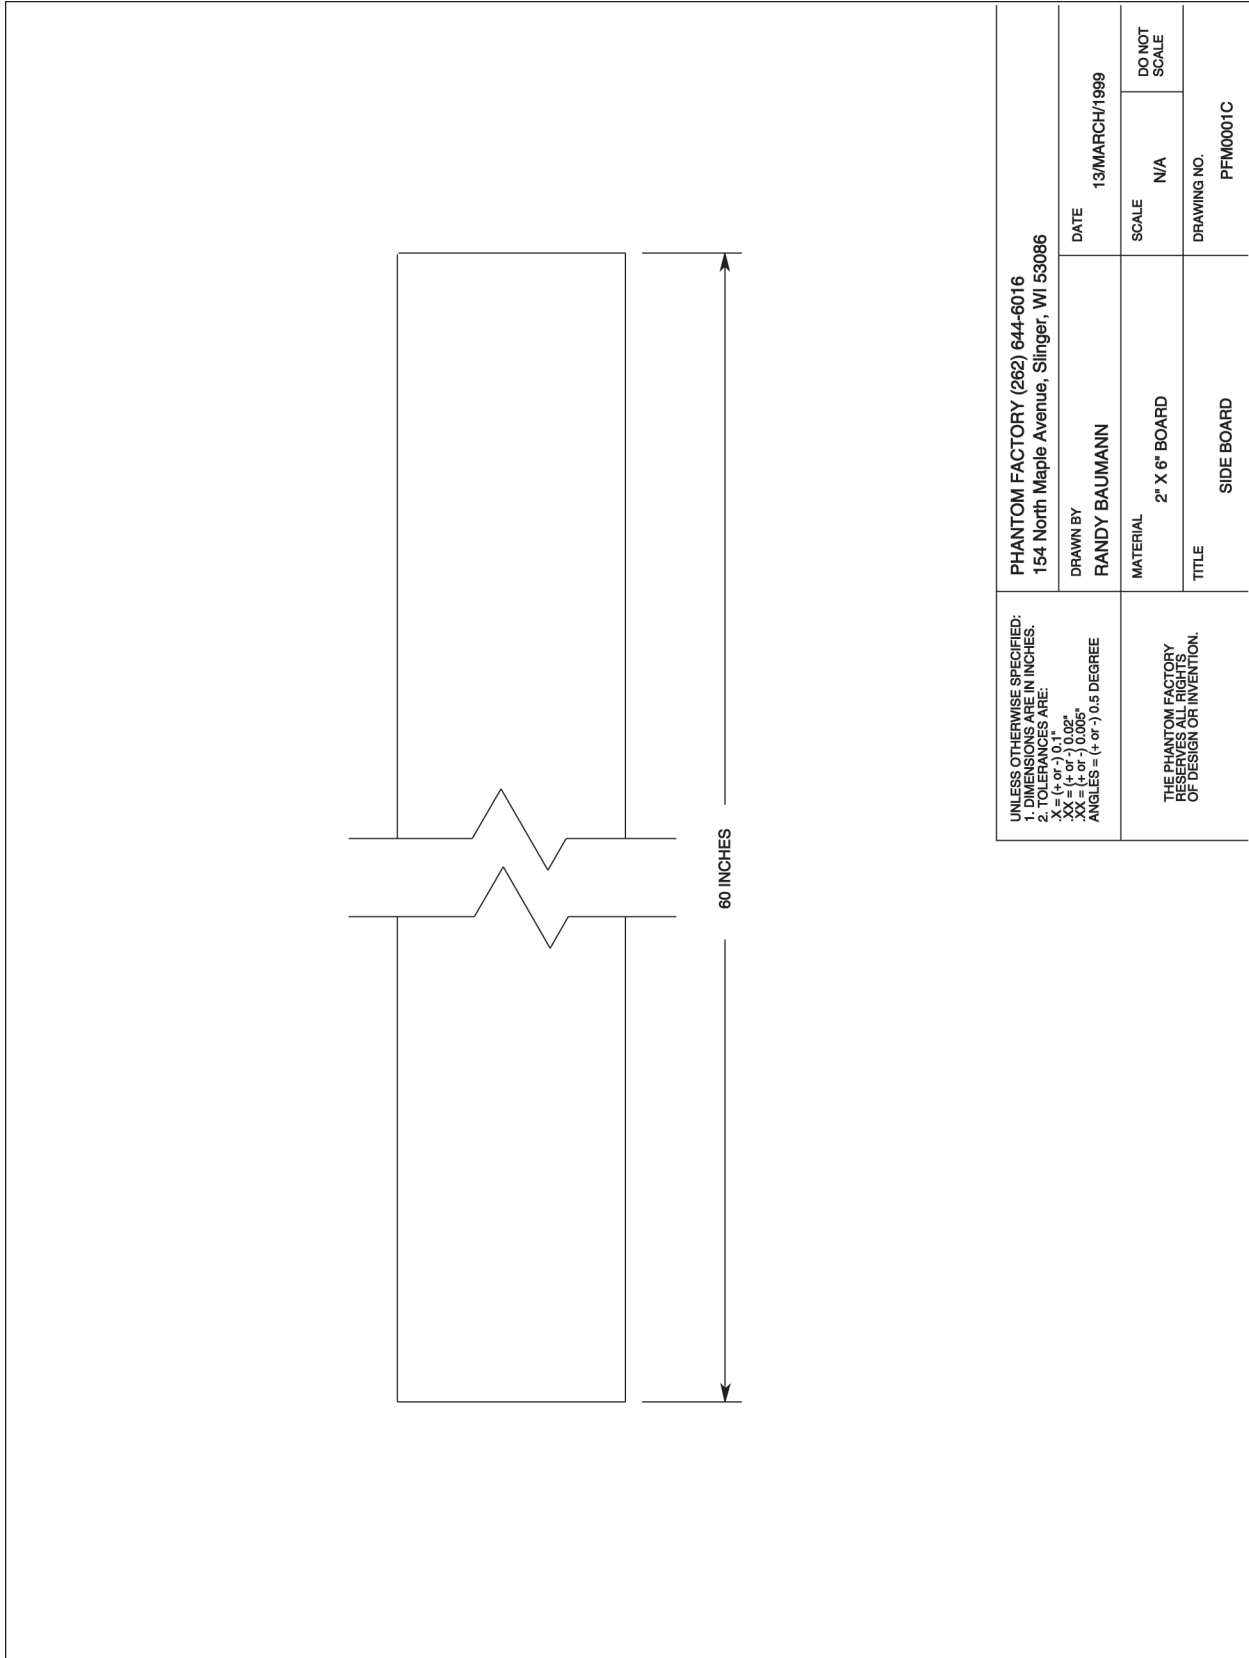 60 INCHES
UNLESS OTHERWISE SPECIFIED:
1. DIMENSIONS ARE IN INCHES.
2. TOLERANCES ARE:
.X = (+ or -) 0.1"
.XX = (+ or -) 0.02"
.XX = (+ or -) 0.005"
ANGLES = (+ or -) 0.5 DEGREE
THE PHANTOM FACTORY
RESERVES ALL RIGHTS
OF DESIGN OR INVENTION.
PHANTOM FACTORY (262) 644-6016
154 North Maple Avenue, Slinger, WI 53086
DRAWN BY
RANDY BAUMANN
DATE
13/MARCH/1999
MATERIAL
2" X 6" BOARD
SCALE
N/A
DO NOT
SCALE
TITLE
SIDE BOARD
DRAWING NO.
PFM0001C